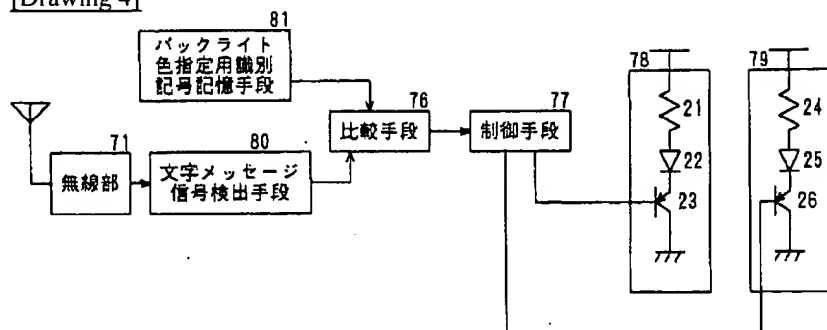 [Drawing 4]
81
バックライト
色指定用識別
記号記憶手段
76
比較手段
77
制御手段
71
無線部
80
文字メッセージ
信号検出手段
78
21
22
23
79
24
25
26